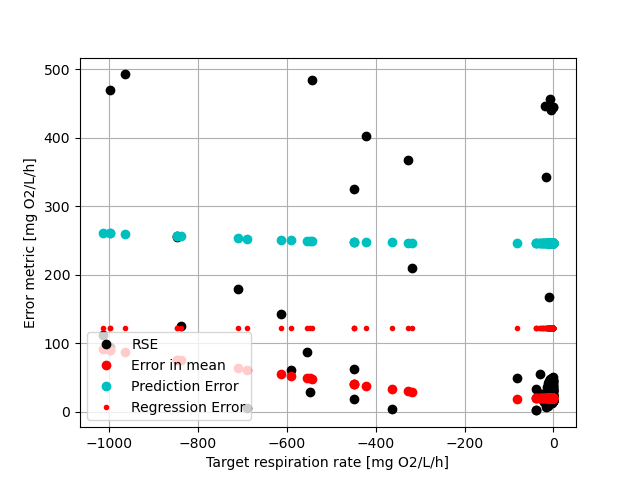 500
400
300
200
100
0
Error metric [mg O2/L/h]
RSE
Error in mean
Prediction Error
Regression Error
−1000 −800 −600 −400 −200 0
Target respiration rate [mg O2/L/h]